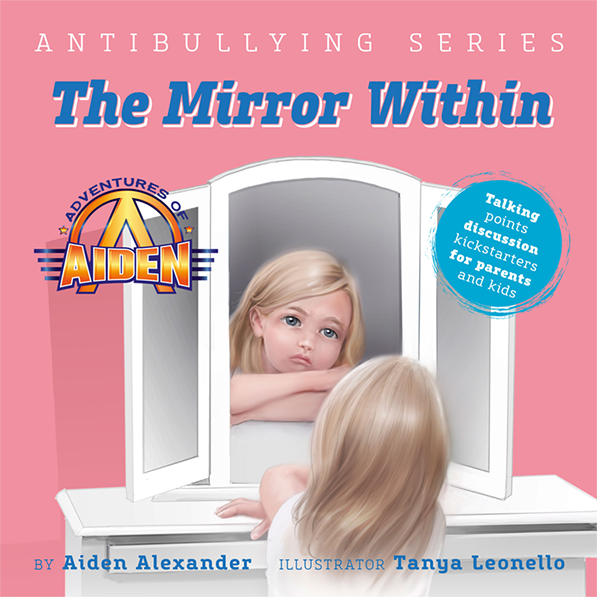 ANTIBULLYING SERIES
The Mirror Within
ADVENTURES OF
AIDEN
Talking
points
discussion
kickstarters
for parents
and kids
BY Aiden Alexander ILLUSTRATOR Tanya Leonello